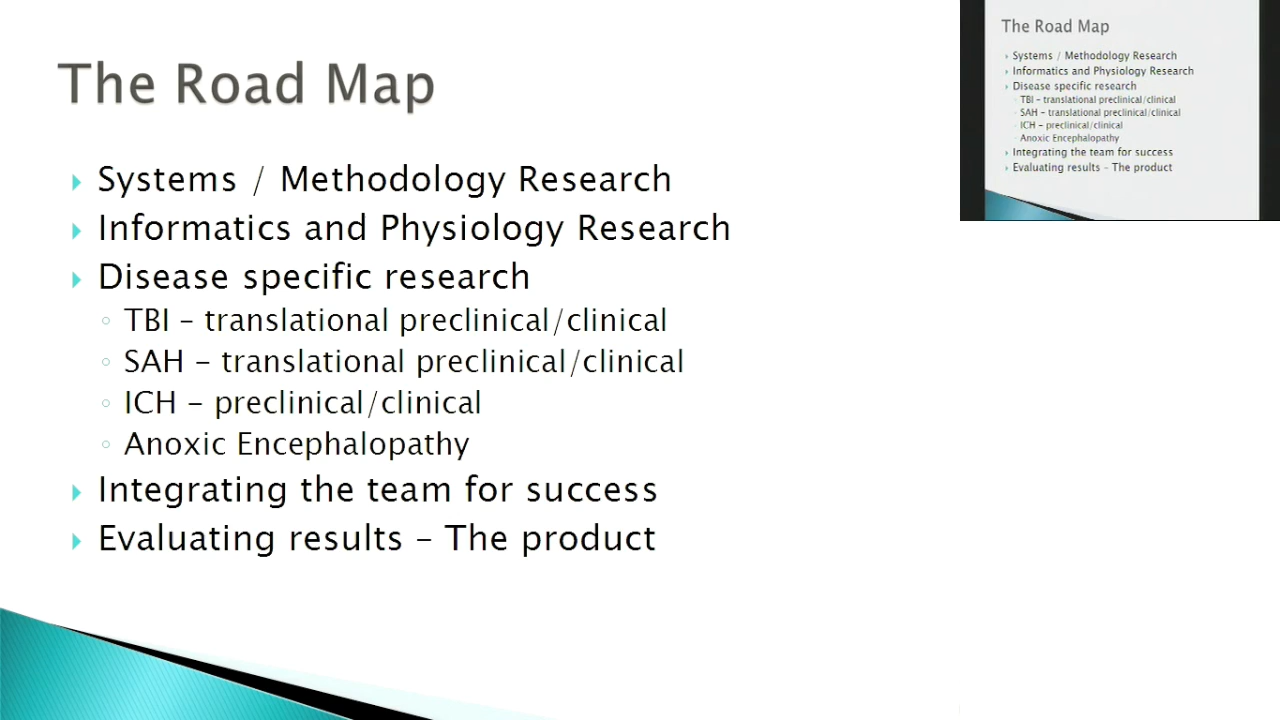 The Road Map
Systems / Methodology Research
Informatics and Physiology Research
Disease specific research
TBI – translational preclinical/clinical
SAH – translational preclinical/clinical
ICH – preclinical/clinical
Anoxic Encephalopathy
Integrating the team for success
Evaluating results – The product
The Road Map
Systems / Methodology Research
Informatics and Physiology Research
Disease specific research
TBI – translational preclinical/clinical
SAH – translational preclinical/clinical
ICH – preclinical/clinical
Anoxic Encephalopathy
Integrating the team for success
Evaluating results – The product